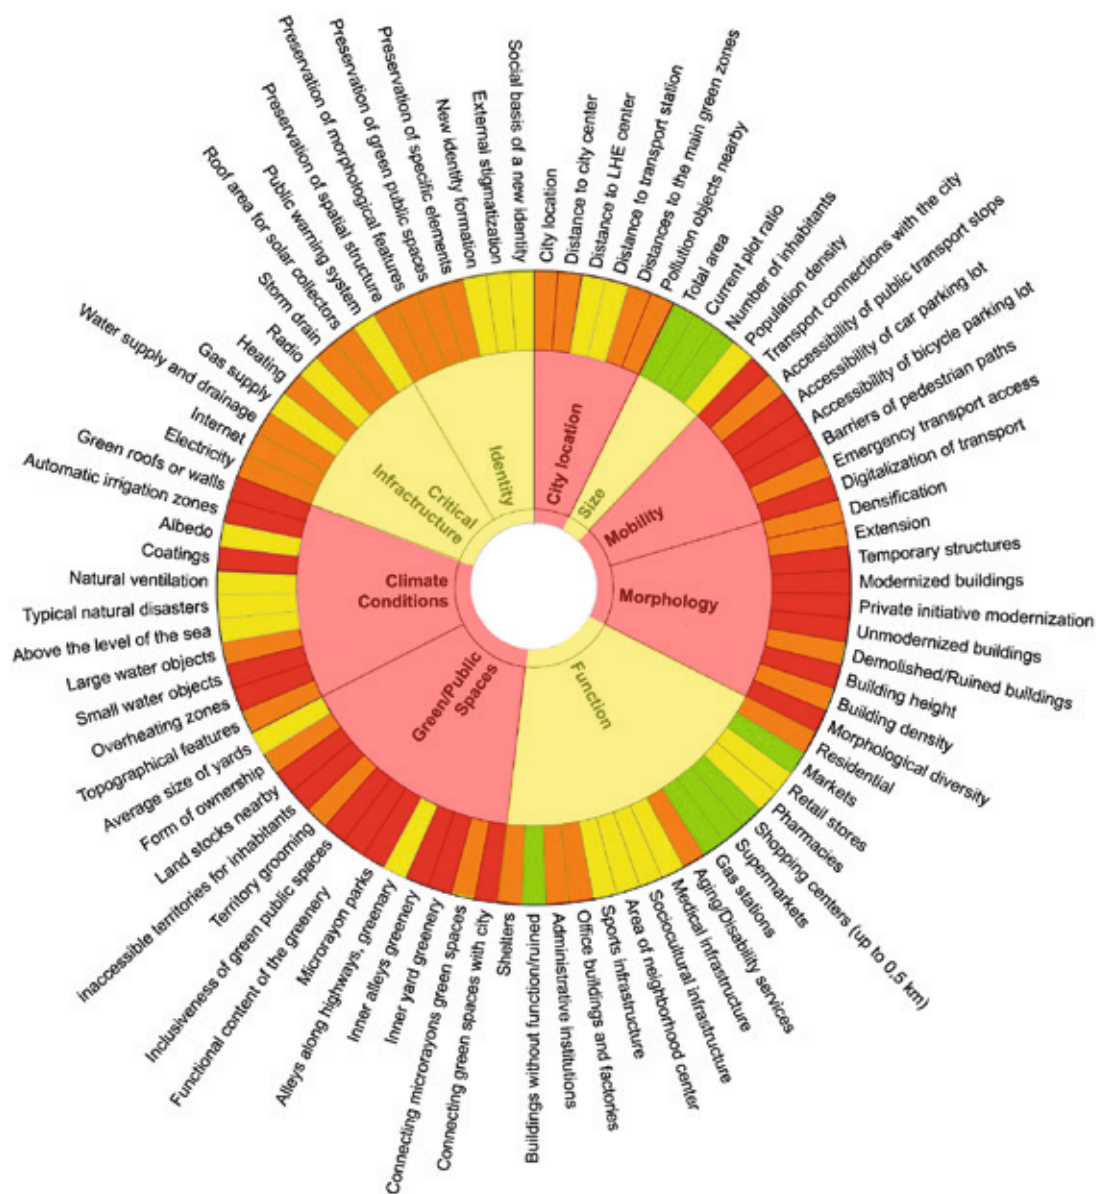 City location
Distance to city center
Distance to LHE center
Distance to transport station
Distances to the main green zones
Pollution objects nearby
Total area
Current plot ratio
Number of inhabitants
Population density
Transport connections with the city
Accessibility of public transport stops
Accessibility of car parking lot
Accessibility of bicycle parking lot
Barriers of pedestrian paths
Emergency transport access
Digitalization of transport
Densification
Extension
Temporary structures
Modernized buildings
Private initiative modernization
Unmodernized buildings
Demolished/Ruined buildings
Building height
Building density
Morphological diversity
Residential
Markets
Retail stores
Pharmacies
Shopping centers (up to 0,5 km)
Supermarkets
Gas stations
Aging/Disability services
Medical infrastructure
Sociocultural infrastructure
Area of neighborhood center
Sports infrastructure
Office buildings and factories
Administrative institutions
Buildings without function/ruined
Shelters
Connecting green spaces with city
Connecting microrayons green spaces
Inner yard greenery
Inner alleys greenery
Alleys along highways, greenary
Microrayon parks
Functional content of the greenery
Inclusiveness of green public spaces
Territory grooming
inaccessible territories for inhabitants
Land stocks nearby
Form of ownership
Average size of yards
Topographical features
Overheating zones
Small water objects
Large water objects
Above the level of the sea
Typical natural disasters
Natural ventilation
Coatings
Albedo
Automatic irrigation zones
Green roofs or walls
Electricity
Internet
Water supply and drainage
Gas supply
Heating
Radio
Storm drain
Roof area for solar collectors
Public warning system
Preservation of spatial structure
Preservation of morphological features
Preservation of green public spaces
Preservation of specific elements
New identity formation
External stigmatization
Social basis of a new identity
City location
Size
Mobility
Morphology
Function
Green/Public
Spaces
Climate
Conditions
Critical
Infractructure
Identity